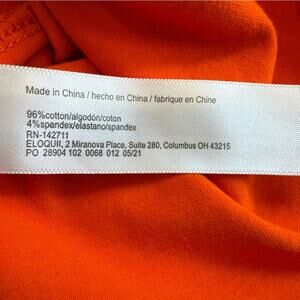 Made in China / hecho en China / fabrique en Chine
96%cotton/algodón/coton
4%spandex/elastano/spandex
RN-142711
ELOQUII, 2 Miranova Place, Suite 280, Columbus OH 43215
PO 28904 102 0068 012 05/21